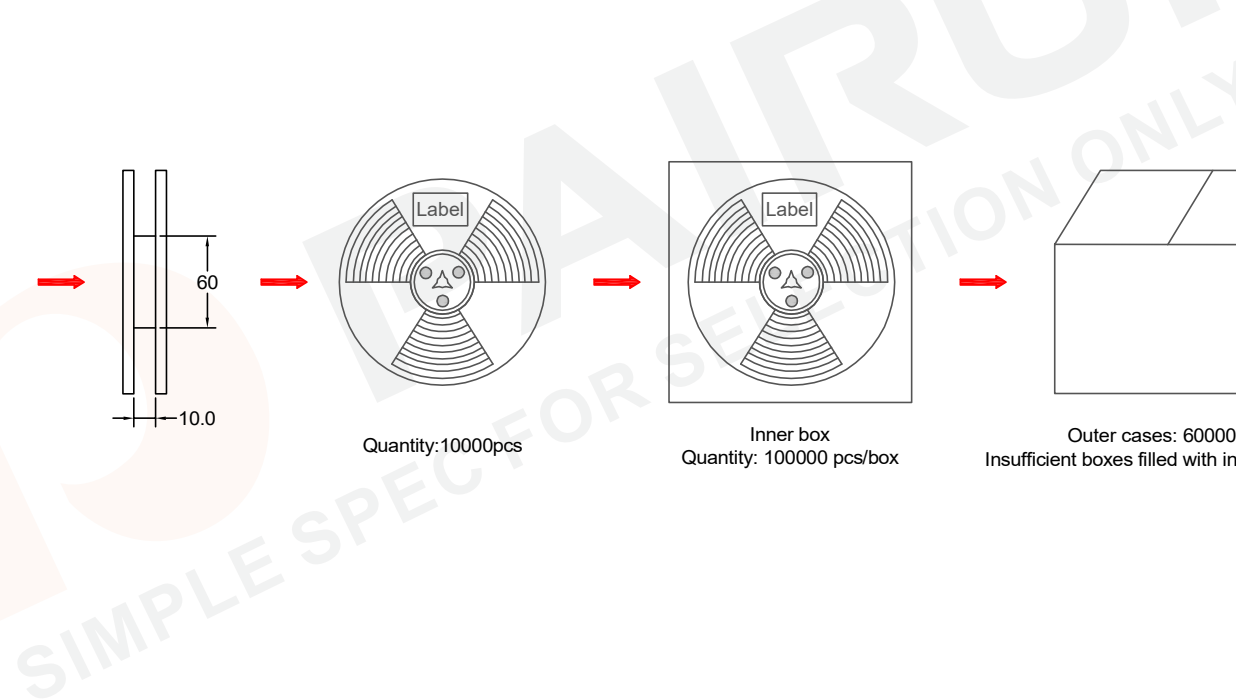 60
10.0
Label
Quantity:10000pcs
Label
Inner box
Quantity: 100000 pcs/box
Outer cases: 60000
Insufficient boxes filled with in
SIMPLE SPEC FOR SELECTION ONLY